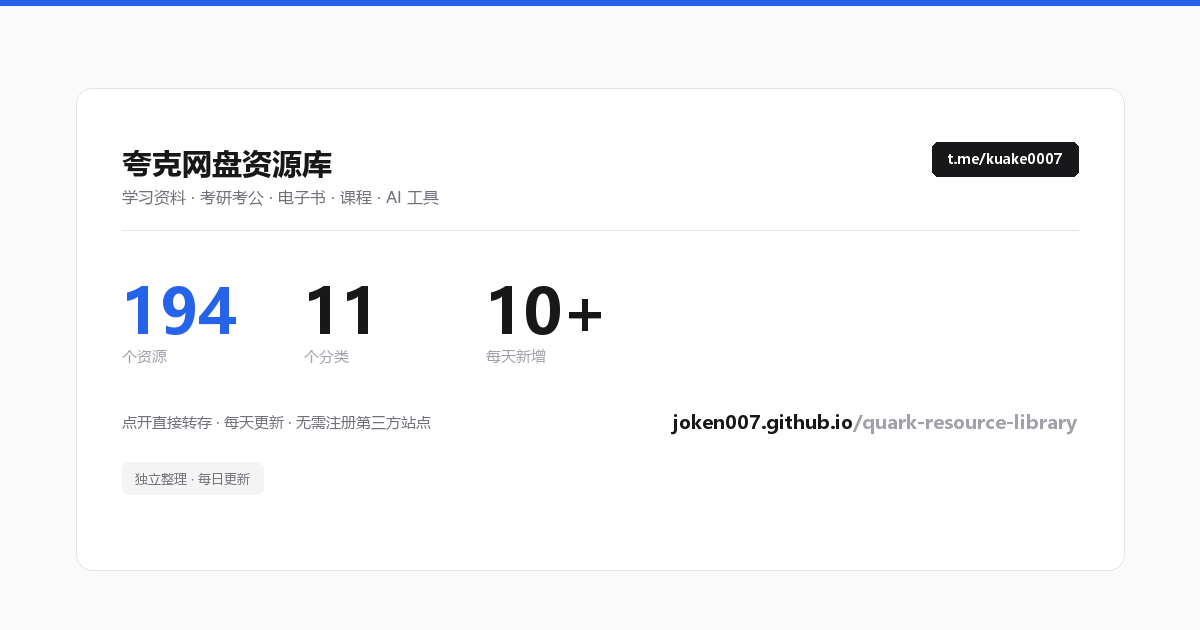 夸克网盘资源库
t.me/kuake0007
学习资料 · 考研考公 · 电子书 · 课程 · AI 工具
194
11
10+
个资源
个分类
每天新增
点开直接转存 · 每天更新 · 无需注册第三方站点
joken007.github.io/quark-resource-library
独立整理 · 每日更新